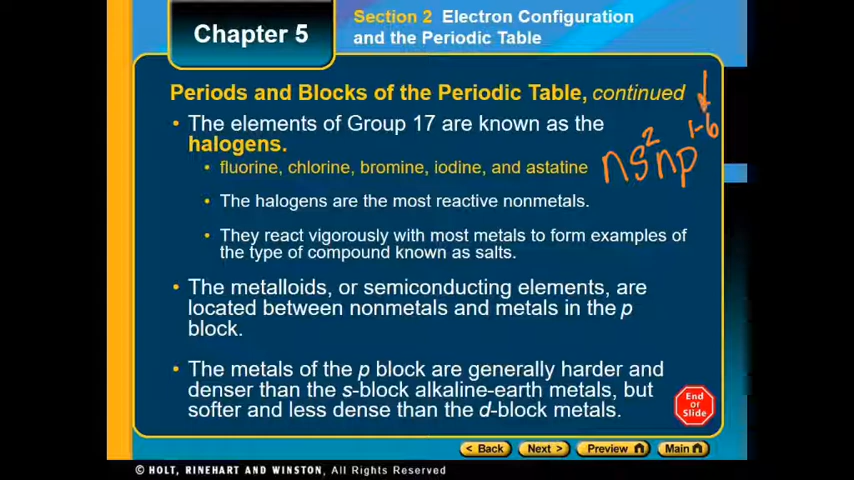 Chapter 5
Section 2 Electron Configuration
and the Periodic Table
Periods and Blocks of the Periodic Table, continued
• The elements of Group 17 are known as the
halogens.
• fluorine, chlorine, bromine, iodine, and astatine
ns²np¹⁻⁶
• The halogens are the most reactive nonmetals.
• They react vigorously with most metals to form examples of
the type of compound known as salts.
• The metalloids, or semiconducting elements, are
located between nonmetals and metals in the p
block.
• The metals of the p block are generally harder and
denser than the s-block alkaline-earth metals, but
softer and less dense than the d-block metals.
End
Of
Slide
< Back
Next >
Preview
Main
© HOLT, RINEHART AND WINSTON, All Rights Reserved